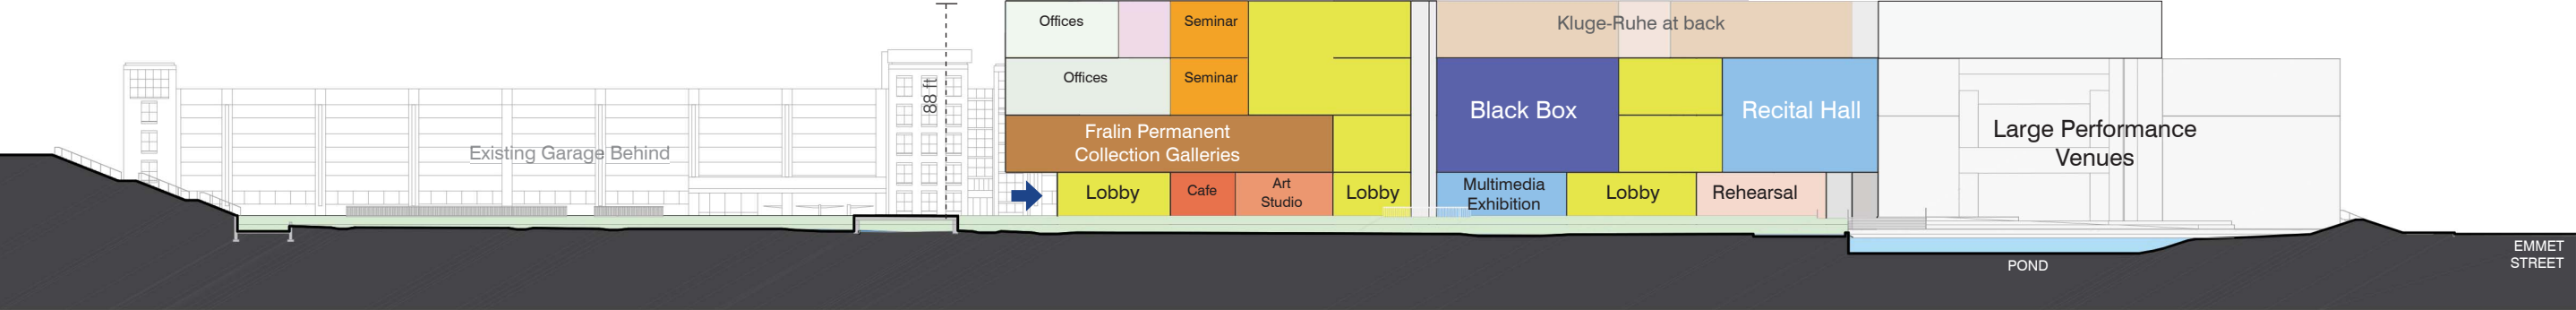 Offices
Seminar
Kluge-Ruhe at back
Offices
Seminar
88 ft
Black Box
Recital Hall
Fralin Permanent
Collection Galleries
Large Performance
Venues
Existing Garage Behind
Lobby
Cafe
Art
Studio
Lobby
Multimedia
Exhibition
Lobby
Rehearsal
EMMET
STREET
POND